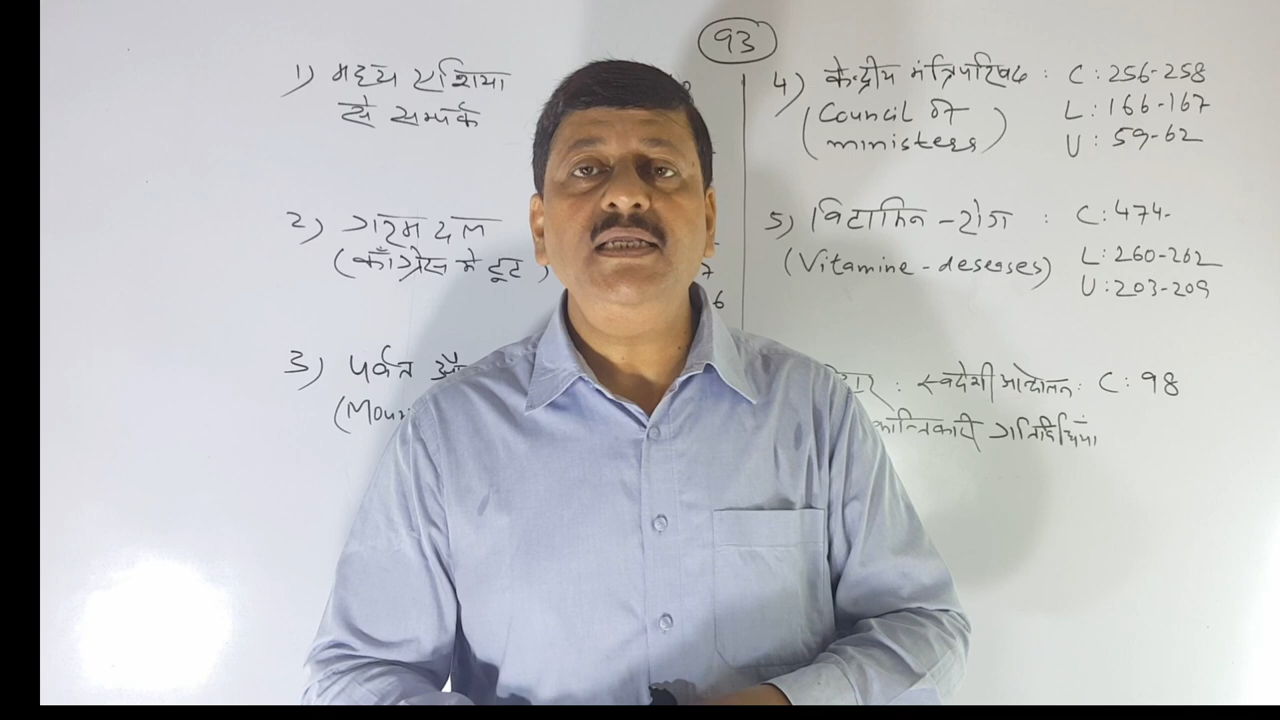 93
1) मध्य एशिया
से सम्पर्क
2) गरम दल
(काँग्रेस में टूट)
7
6
3) पर्वत औ
(Moun
4) केन्द्रीय मंत्रिपरिषद : C: 256-258
(Council of L: 166-167
ministers) U: 59-62
5) विटामिन - रोग : C: 474-
(Vitamine - deseases) L: 260-262
U: 203-209
: स्वदेशी आन्दोलन: C: 98
क्रान्तिकारी गतिविधियां